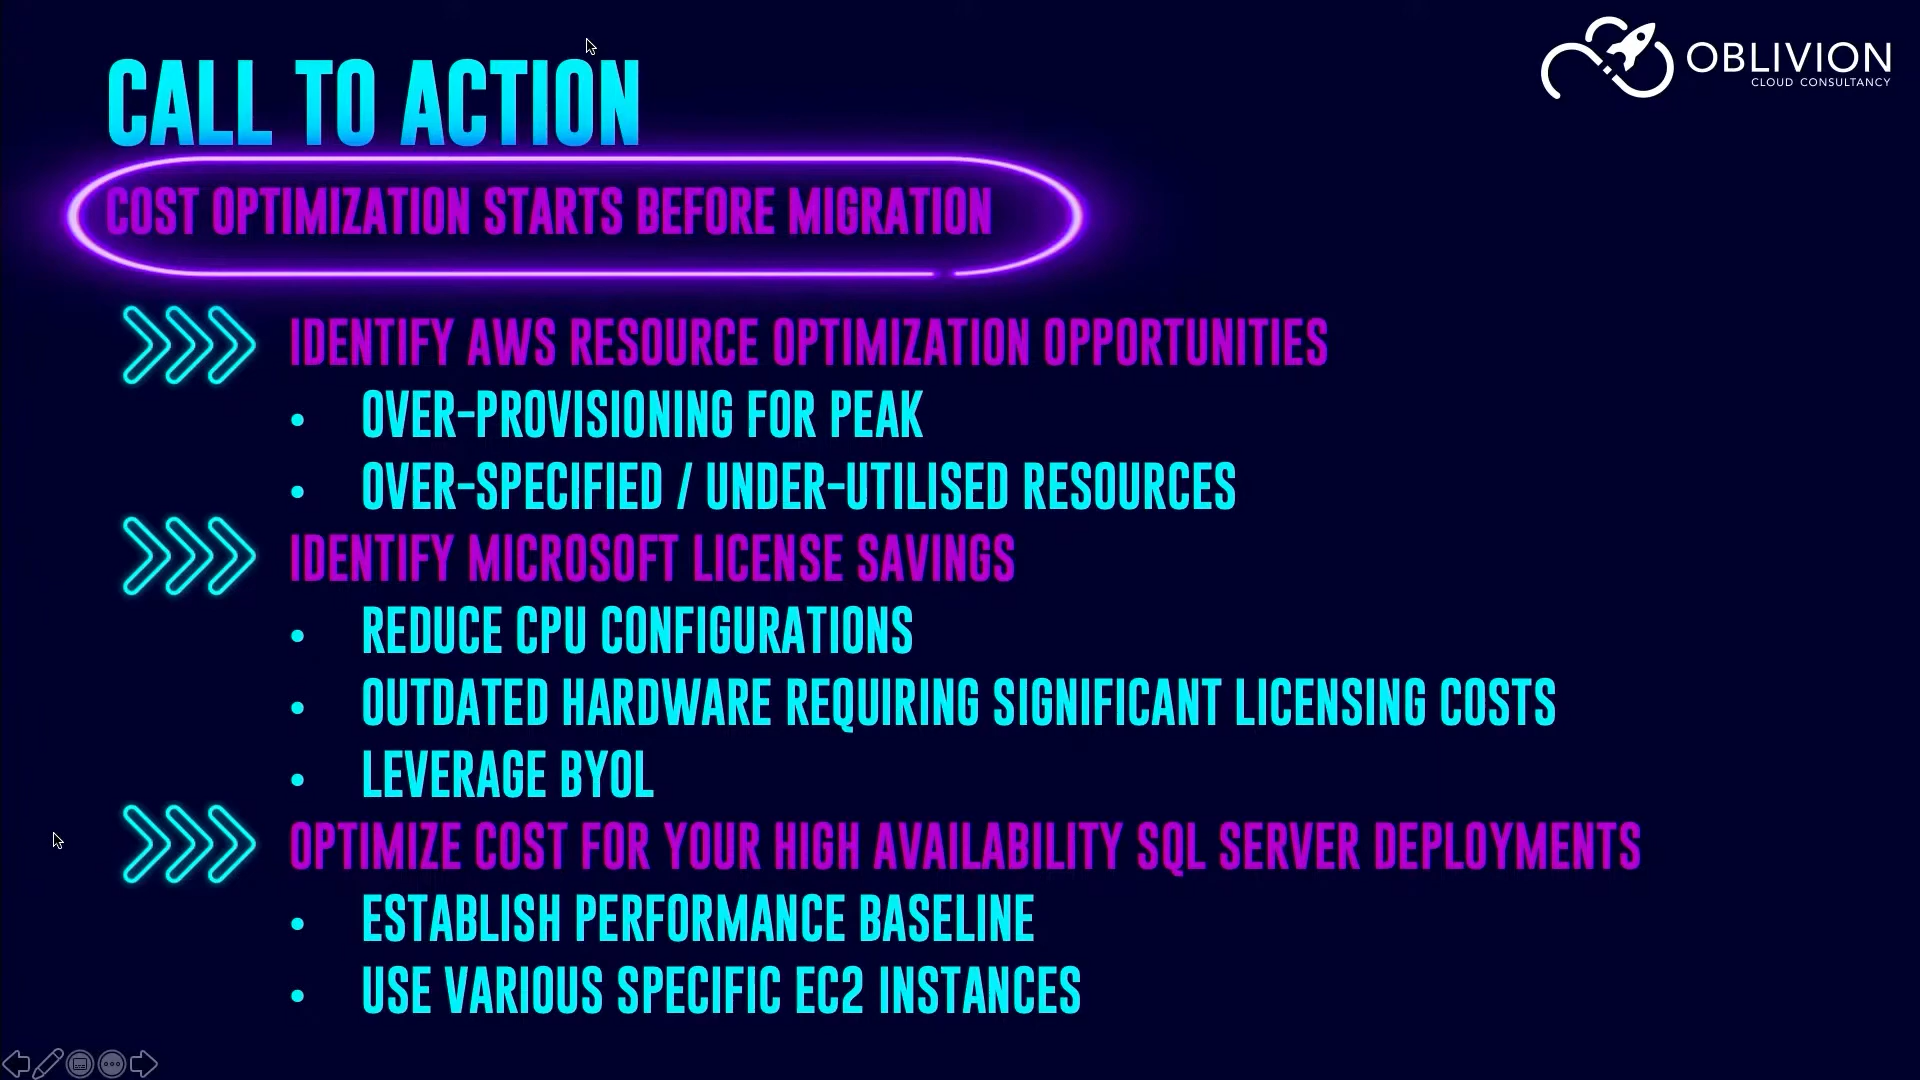 OBLIVION
CLOUD CONSULTANCY
CALL TO ACTION
COST OPTIMIZATION STARTS BEFORE MIGRATION
IDENTIFY AWS RESOURCE OPTIMIZATION OPPORTUNITIES
• OVER-PROVISIONING FOR PEAK
• OVER-SPECIFIED / UNDER-UTILISED RESOURCES
IDENTIFY MICROSOFT LICENSE SAVINGS
• REDUCE CPU CONFIGURATIONS
• OUTDATED HARDWARE REQUIRING SIGNIFICANT LICENSING COSTS
• LEVERAGE BYOL
OPTIMIZE COST FOR YOUR HIGH AVAILABILITY SQL SERVER DEPLOYMENTS
• ESTABLISH PERFORMANCE BASELINE
• USE VARIOUS SPECIFIC EC2 INSTANCES